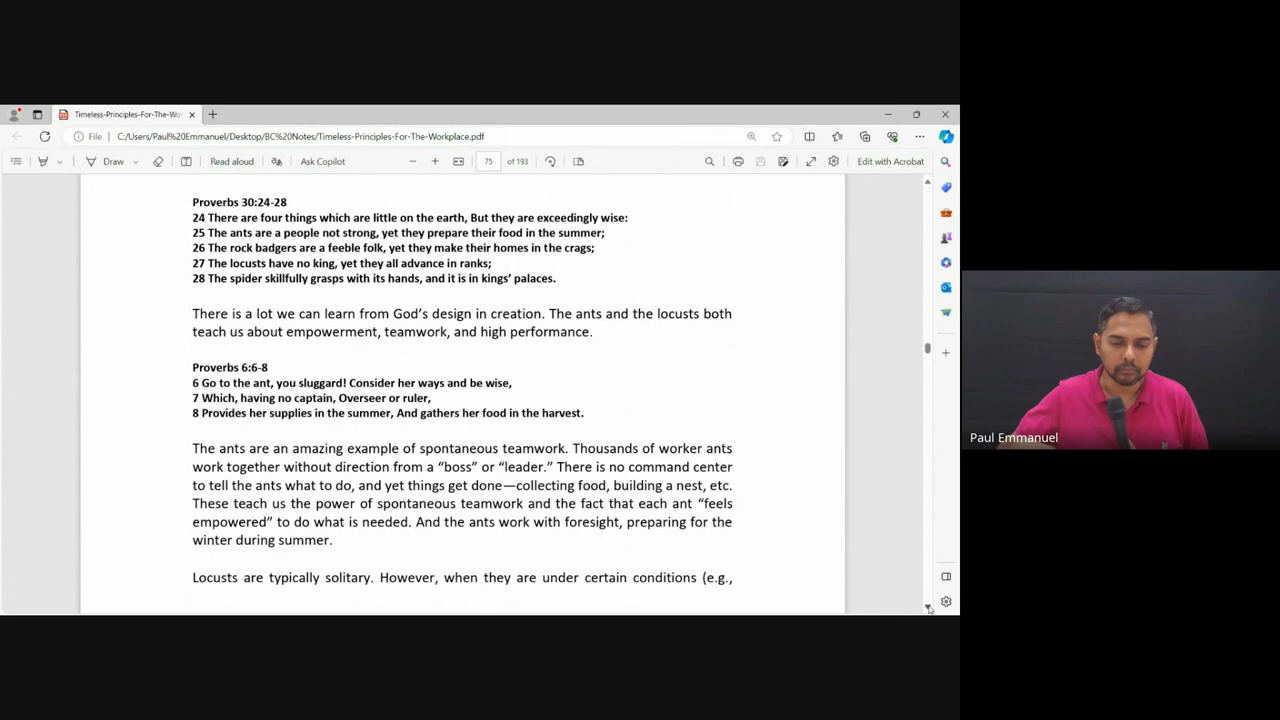 Timeless-Principles-For-The-Wor
File
C:/Users/Paul%20Emmanuel/Desktop/BC%20Notes/Timeless-Principles-For-The-Workplace.pdf
Draw
Read aloud
Ask Copilot
75 of 193
Edit with Acrobat
Proverbs 30:24-28
24 There are four things which are little on the earth, But they are exceedingly wise:
25 The ants are a people not strong, yet they prepare their food in the summer;
26 The rock badgers are a feeble folk, yet they make their homes in the crags;
27 The locusts have no king, yet they all advance in ranks;
28 The spider skillfully grasps with its hands, and it is in kings’ palaces.
There is a lot we can learn from God’s design in creation. The ants and the locusts both
teach us about empowerment, teamwork, and high performance.
Proverbs 6:6-8
6 Go to the ant, you sluggard! Consider her ways and be wise,
7 Which, having no captain, Overseer or ruler,
8 Provides her supplies in the summer, And gathers her food in the harvest.
The ants are an amazing example of spontaneous teamwork. Thousands of worker ants
work together without direction from a “boss” or “leader.” There is no command center
to tell the ants what to do, and yet things get done—collecting food, building a nest, etc.
These teach us the power of spontaneous teamwork and the fact that each ant “feels
empowered” to do what is needed. And the ants work with foresight, preparing for the
winter during summer.
Locusts are typically solitary. However, when they are under certain conditions (e.g.,
Paul Emmanuel